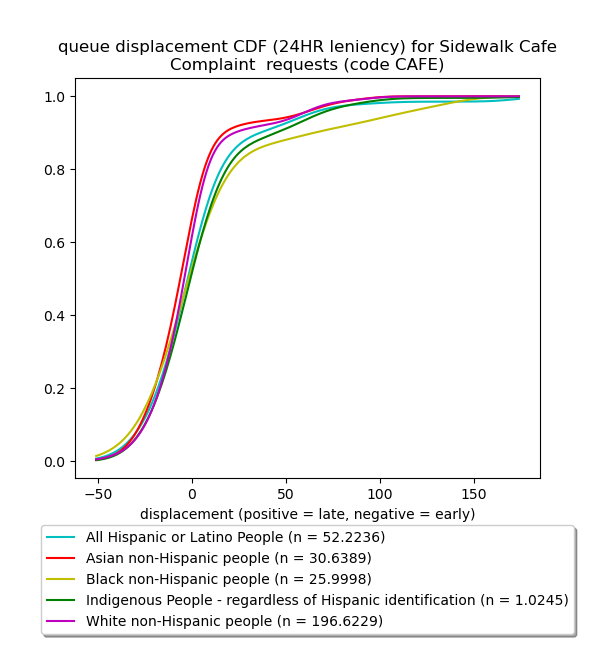 queue displacement CDF (24HR leniency) for Sidewalk Cafe
Complaint  requests (code CAFE)
1.0
0.8
0.6
0.4
0.2
0.0
−50 0 50 100 150
displacement (positive = late, negative = early)
All Hispanic or Latino People (n = 52.2236)
Asian non-Hispanic people (n = 30.6389)
Black non-Hispanic people (n = 25.9998)
Indigenous People - regardless of Hispanic identification (n = 1.0245)
White non-Hispanic people (n = 196.6229)